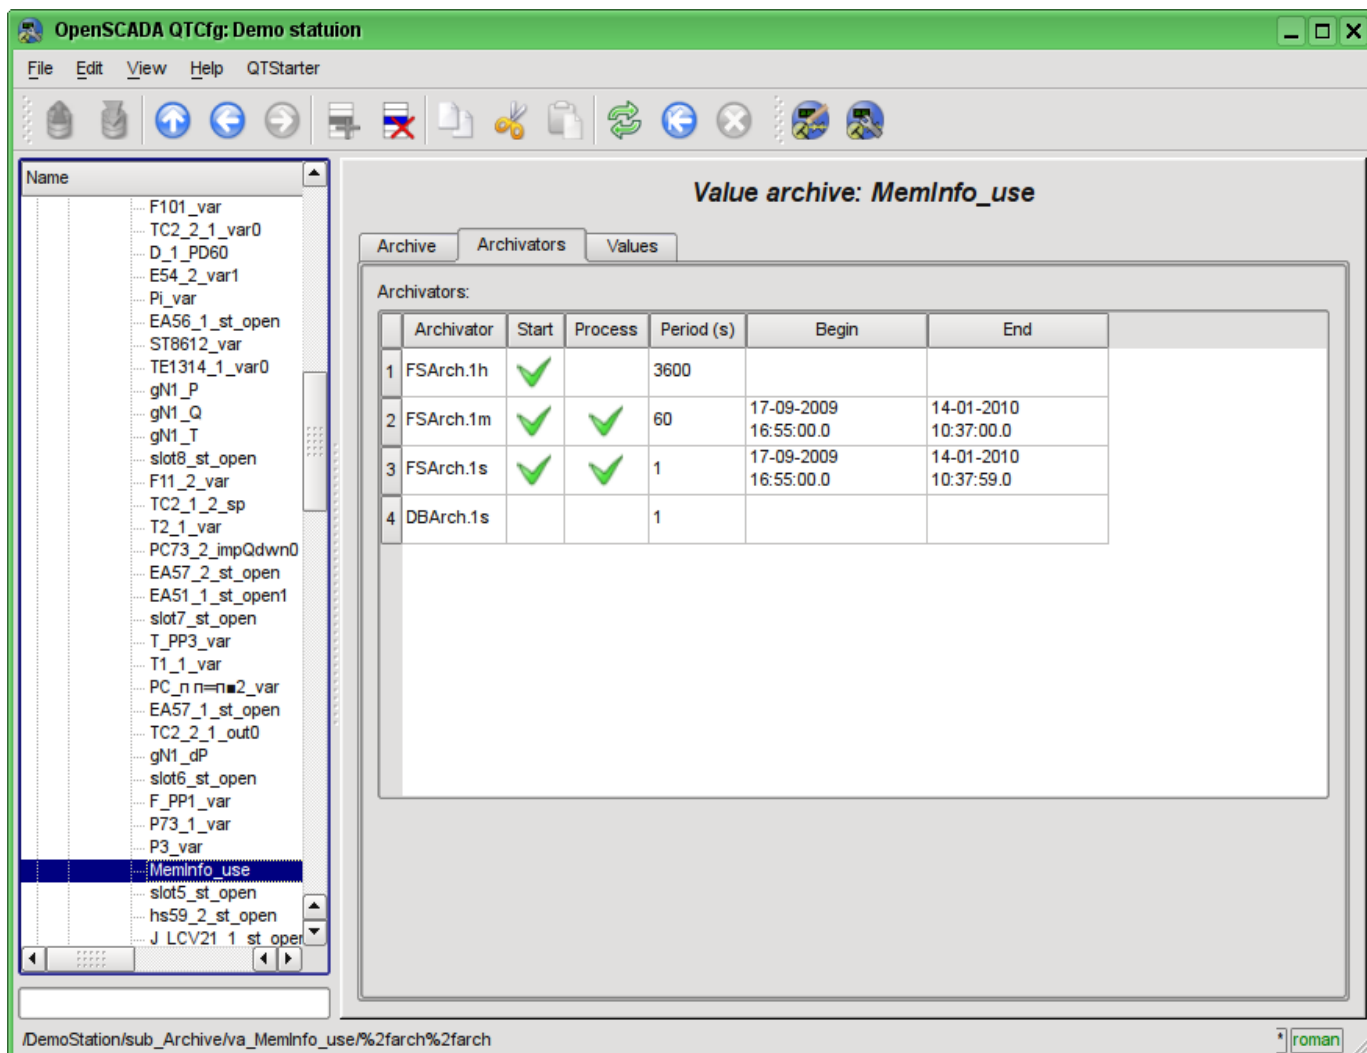 OpenSCADA QTCfg: Demo statuion
File Edit View Help QTStarter
Name
F101_var
TC2_2_1_var0
D_1_PD60
E54_2_var1
Pi_var
EA56_1_st_open
ST8612_var
TE1314_1_var0
gN1_P
gN1_Q
gN1_T
slot8_st_open
F11_2_var
TC2_1_2_sp
T2_1_var
PC73_2_impQdwn0
EA57_2_st_open
EA51_1_st_open1
slot7_st_open
T_PP3_var
T1_1_var
PC_п п═п■2_var
EA57_1_st_open
TC2_2_1_out0
gN1_dP
slot6_st_open
F_PP1_var
P73_1_var
P3_var
MemInfo_use
slot5_st_open
hs59_2_st_open
J_LCV21_1_st_oper
Value archive: MemInfo_use
Archive Archivators Values
Archivators:
Archivator Start Process Period (s) Begin End
1 FSArch.1h 3600
2 FSArch.1m 60 17-09-2009 16:55:00.0 14-01-2010 10:37:00.0
3 FSArch.1s 1 17-09-2009 16:55:00.0 14-01-2010 10:37:59.0
4 DBArch.1s 1
/DemoStation/sub_Archive/va_MemInfo_use/%2farch%2farch
* roman